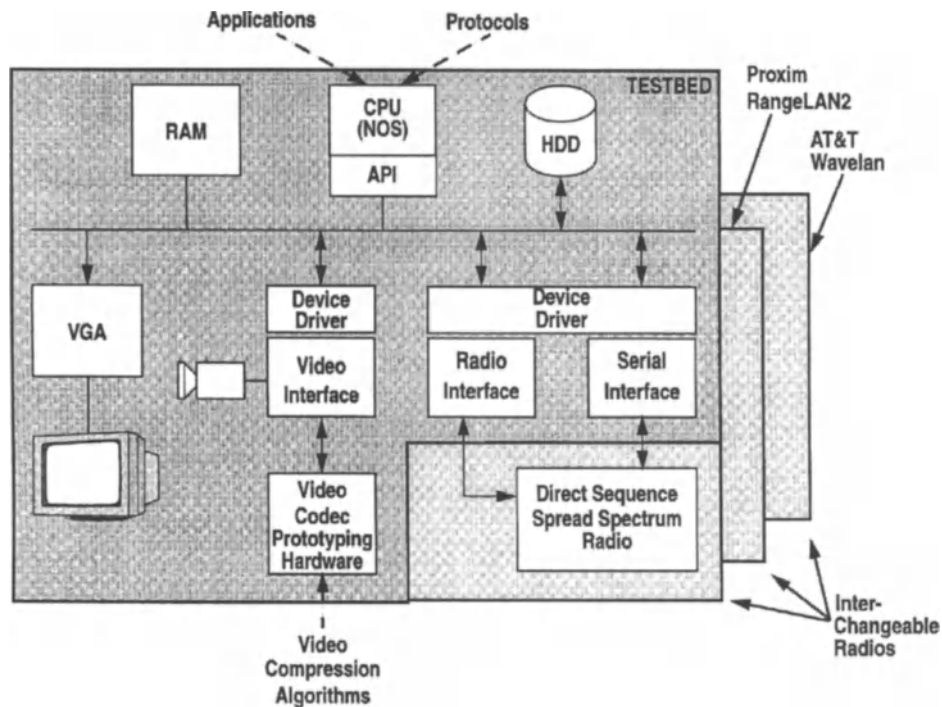 Applications
Protocols
TESTBED
Proxim
RangeLAN2
AT&T
Wavelan
RAM
CPU
(NOS)
API
HDD
VGA
Device
Driver
Video
Interface
Video
Codec
Prototyping
Hardware
Device
Driver
Radio
Interface
Serial
Interface
Direct Sequence
Spread Spectrum
Radio
Inter-
Changeable
Radios
Video
Compression
Algorithms